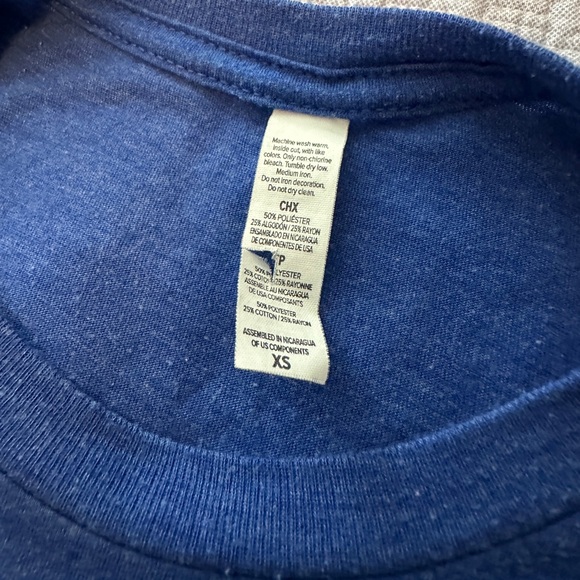 Machine wash warm,
inside out, with like
colors. Only non-chlorine
bleach. Tumble dry low.
Medium Iron.
Do not iron decoration.
Do not dry clean.
CHX
50% POLIÉSTER
25% ALGODÓN / 25% RAYON
ENSAMBLADO EN NICARAGUA
DE COMPONENTES DE USA
TP
50% LYESTER
25% COTON / 25% RAYONNE
ASSEMBLÉ AU NICARAGUA
DE USA COMPOSANTS
50% POLYESTER
25% COTTON / 25% RAYON
ASSEMBLED IN NICARAGUA
OF US COMPONENTS
XS